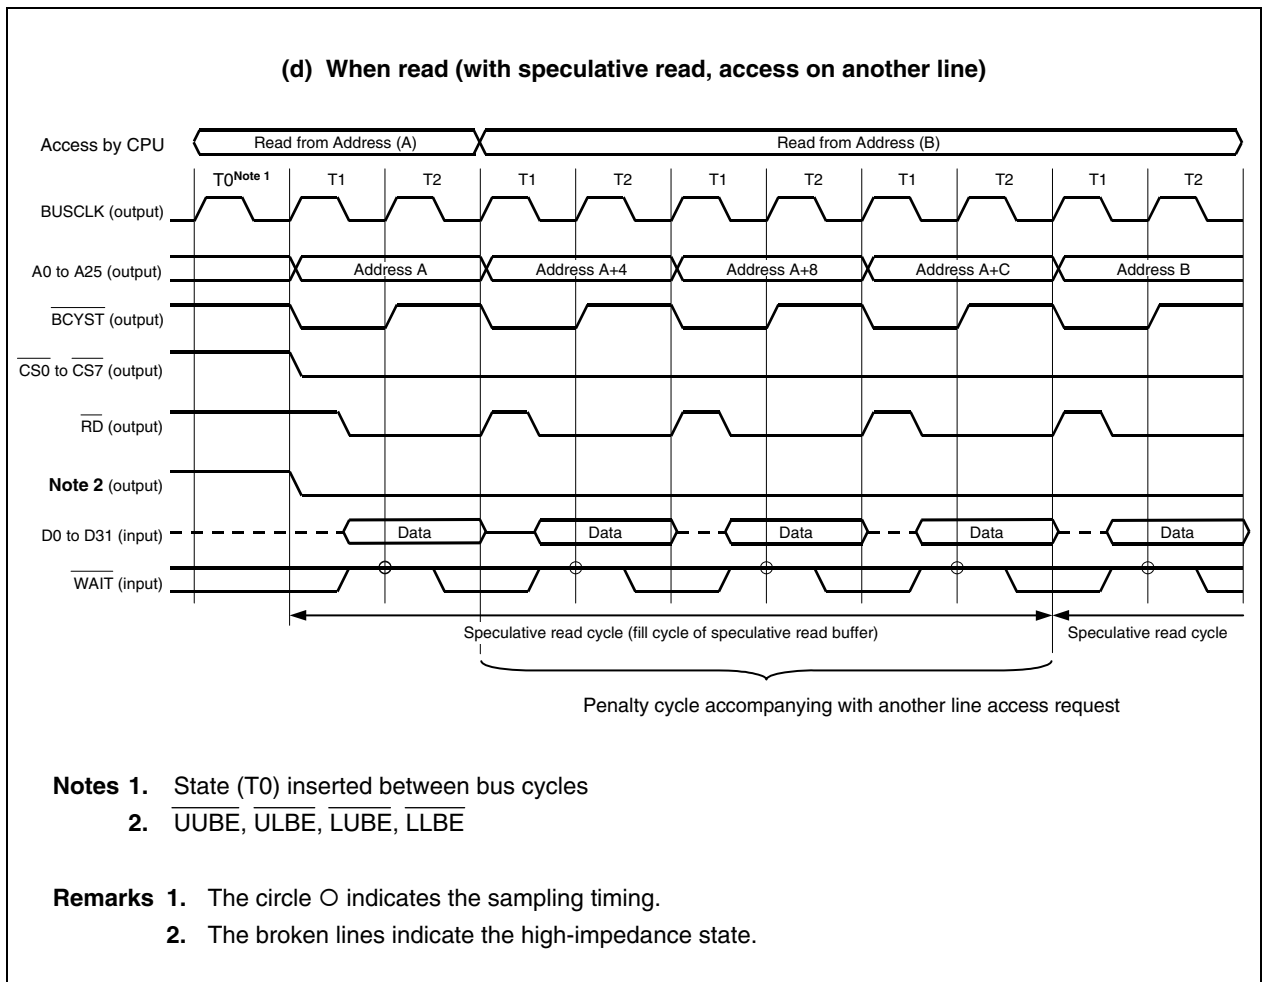 (d) When read (with speculative read, access on another line)
Access by CPU Read from Address (A) Read from Address (B)
T0Note 1 T1 T2 T1 T2 T1 T2 T1 T2 T1 T2
BUSCLK (output)
A0 to A25 (output) Address A Address A+4 Address A+8 Address A+C Address B
BCYST (output)
CS0 to CS7 (output)
RD (output)
Note 2 (output)
D0 to D31 (input) Data Data Data Data Data
WAIT (input)
Speculative read cycle (fill cycle of speculative read buffer) Speculative read cycle
Penalty cycle accompanying with another line access request
Notes 1. State (T0) inserted between bus cycles
2. UUBE, ULBE, LUBE, LLBE
Remarks 1. The circle O indicates the sampling timing.
2. The broken lines indicate the high-impedance state.